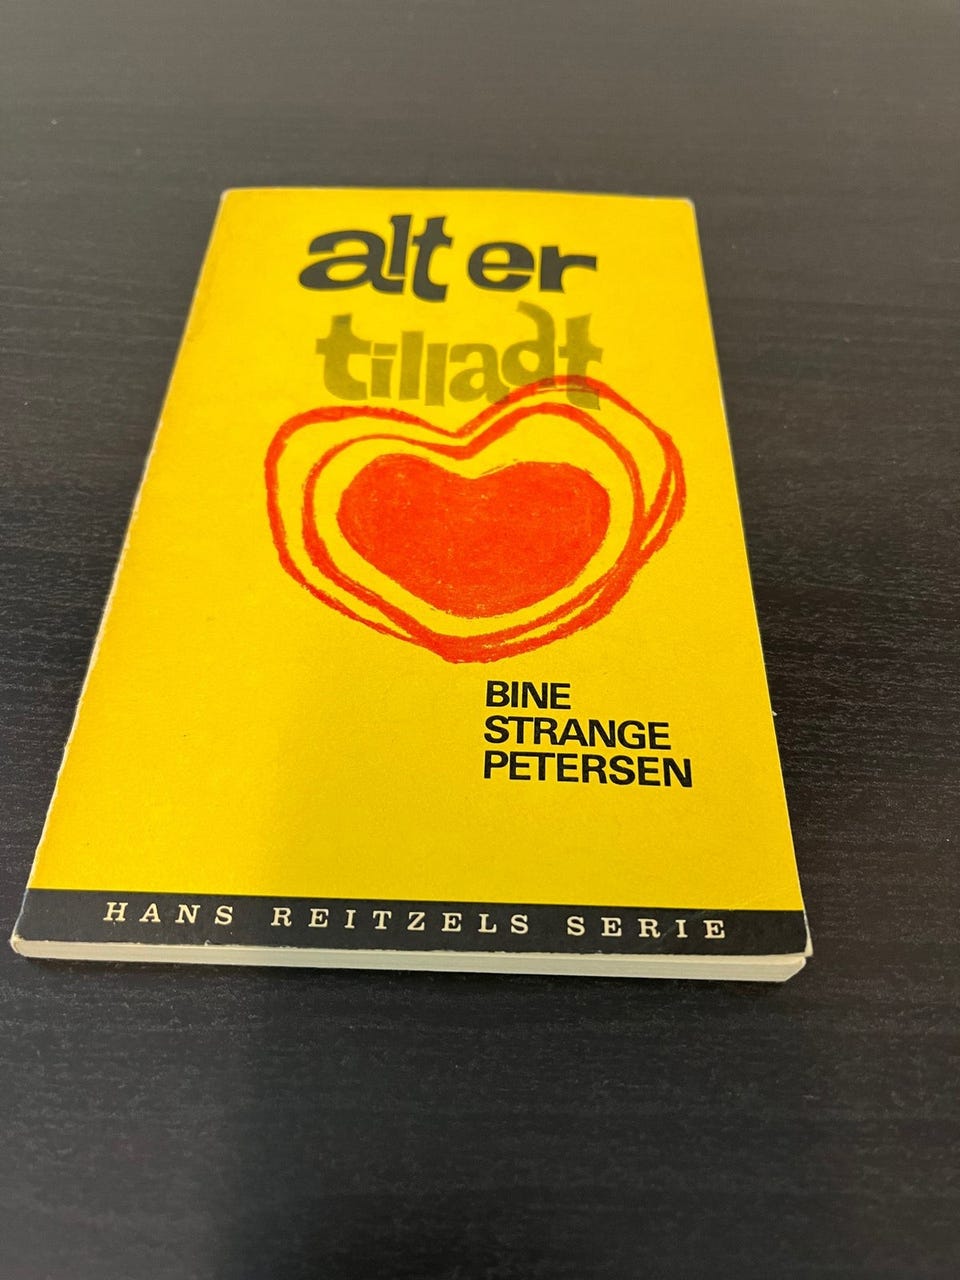 alt er
tilladt
BINE
STRANGE
PETERSEN
HANS REITZELS SERIE